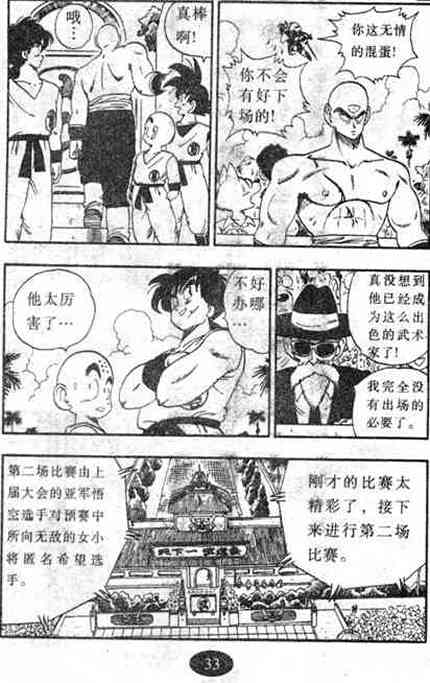 你这无情
的混蛋!
你不会
有好下
场的!
真棒
啊!
哦
…
真没想到
他已经成
为这么出
色的武术
家了!
我完全没
有出场的
必要了。
不好
办哪
…
他太厉
害了…
刚才的比赛太
精彩了，接下
来进行第二场
比赛。
天下一武道会
第二场比赛由上
届大会的亚军悟
空选手对预赛中
所向无敌的女小
将匿名希望选
手。
33